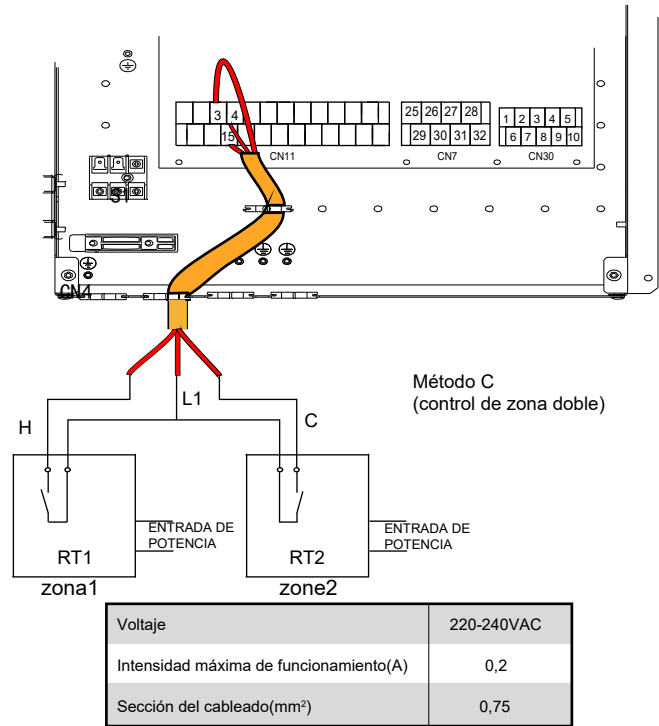 3 4
15
CN11
25 26 27 28
29 30 31 32
CN7
1 2 3 4 5
6 7 8 9 10
CN30
S1
CN4
Método C
(control de zona doble)
H
L1
C
RT1
ENTRADA DE
POTENCIA
RT2
ENTRADA DE
POTENCIA
zona1
zone2
Voltaje 220-240VAC
Intensidad máxima de funcionamiento(A) 0,2
Sección del cableado(mm²) 0,75